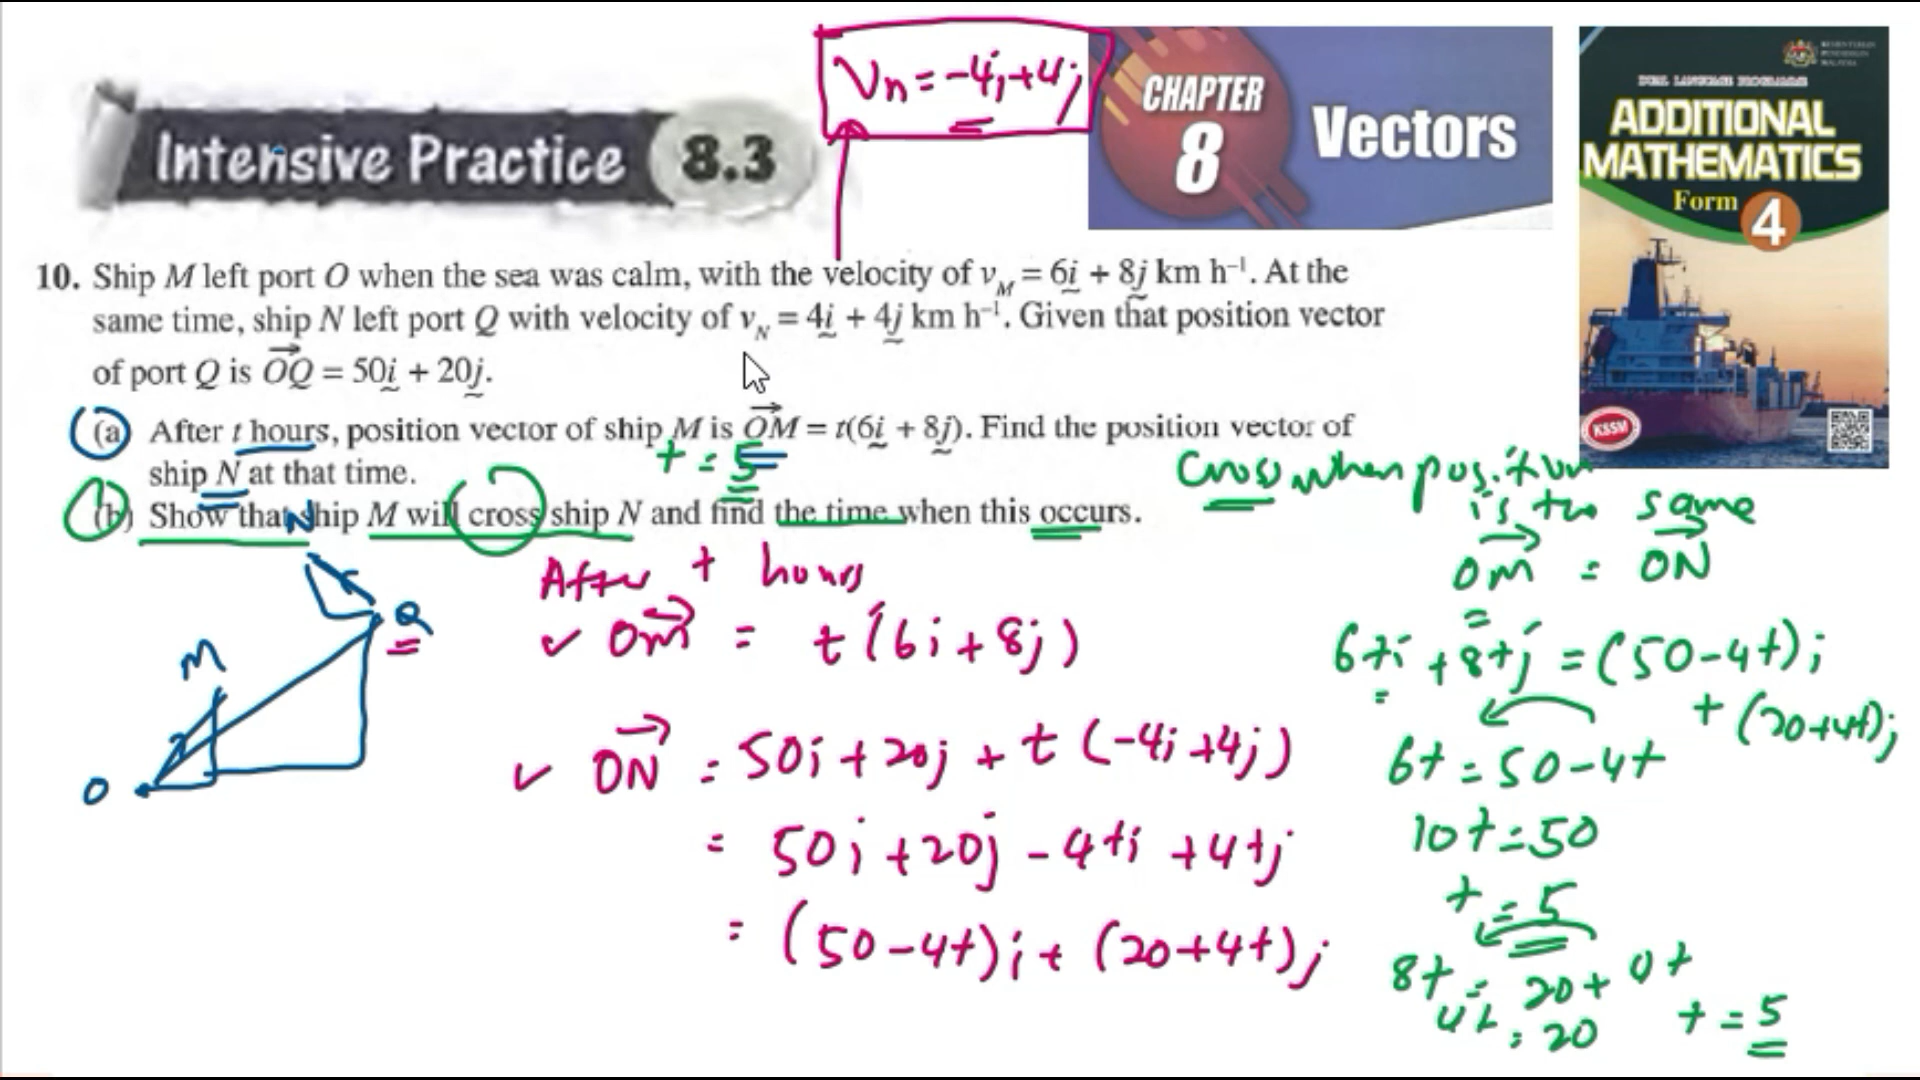 Vn = -4i + 4j
Intensive Practice 8.3
CHAPTER
8
Vectors
DUAL LANGUAGE PROGRAMME
ADDITIONAL
MATHEMATICS
Form 4
KSSM
10. Ship M left port O when the sea was calm, with the velocity of v_M = 6i + 8j km h⁻¹. At the
same time, ship N left port Q with velocity of v_N = 4i + 4j km h⁻¹. Given that position vector
of port Q is OQ→ = 50i + 20j.
(a) After t hours, position vector of ship M is OM→ = t(6i + 8j). Find the position vector of
ship N at that time.
t = 5
(b) Show that ship M will cross ship N and find the time when this occurs.
N
Q
M
O
After t hours
✓ OM→ = t(6i + 8j)
✓ ON→ = 50i + 20j + t(-4i + 4j)
= 50i + 20j - 4ti + 4tj
= (50-4t)i + (20+4t)j
Cross when position
is the same
OM→ = ON→
6ti + 8tj = (50-4t)i
+ (20+4t)j
6t = 50-4t
10t = 50
t = 5
8t = 20 + 4t
4t = 20
t = 5